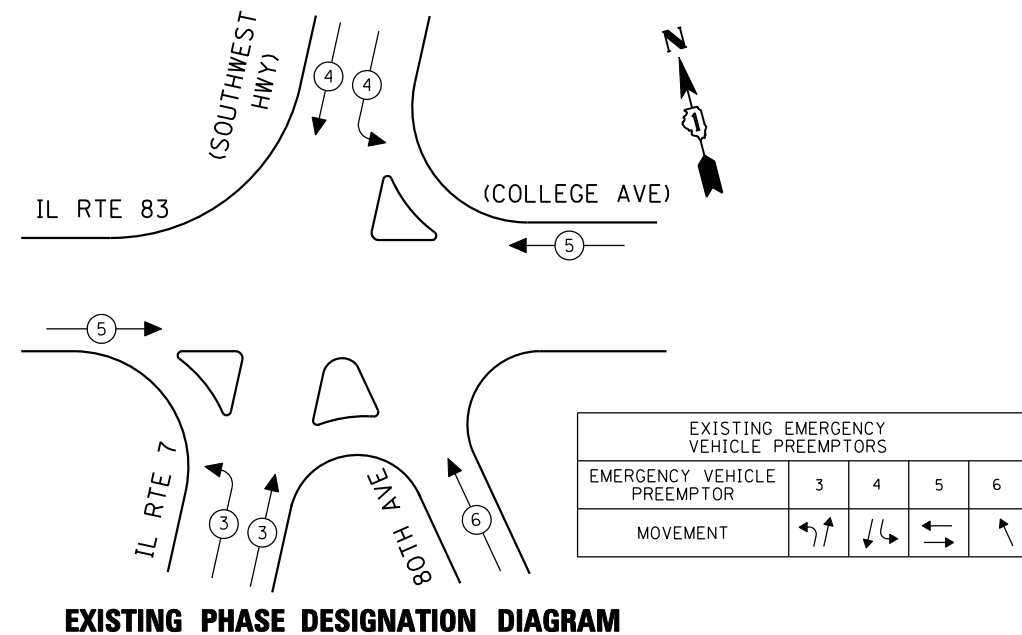 (SOUTHWEST
HWY)
4
4
N
1
IL RTE 83
(COLLEGE AVE)
5
5
IL RTE 7
3
3
80TH AVE
6
EXISTING EMERGENCY
VEHICLE PREEMPTORS
EMERGENCY VEHICLE
PREEMPTOR
3
4
5
6
MOVEMENT
EXISTING PHASE DESIGNATION DIAGRAM